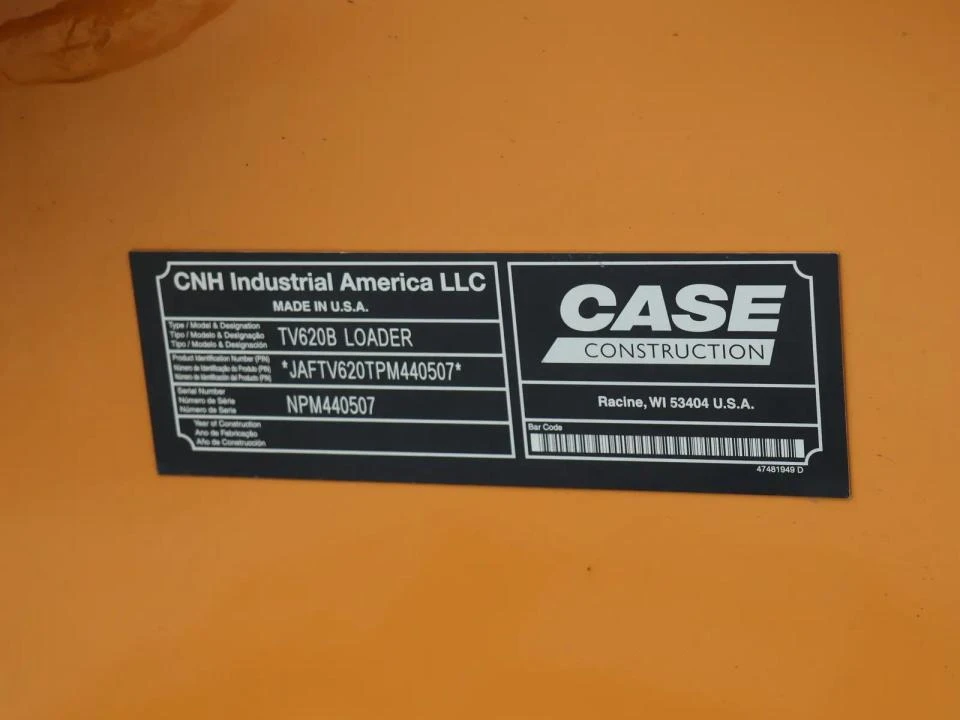 CNH Industrial America LLC
MADE IN U.S.A.
Type / Model & Designation
Tipo / Modelo & Designação
Tipo / Modelo & Designación
TV620B LOADER
Product Identification Number (PIN)
Número de Identificação do Produto (PIN)
Número de Identificación del Producto (PIN)
*JAFTV620TPM440507*
Serial Number
Número de Série
Número de Serie
NPM440507
Year of Construction
Ano de Fabricação
Año de Construcción
CASE
CONSTRUCTION
Racine, WI 53404 U.S.A.
Bar Code
47481949 D